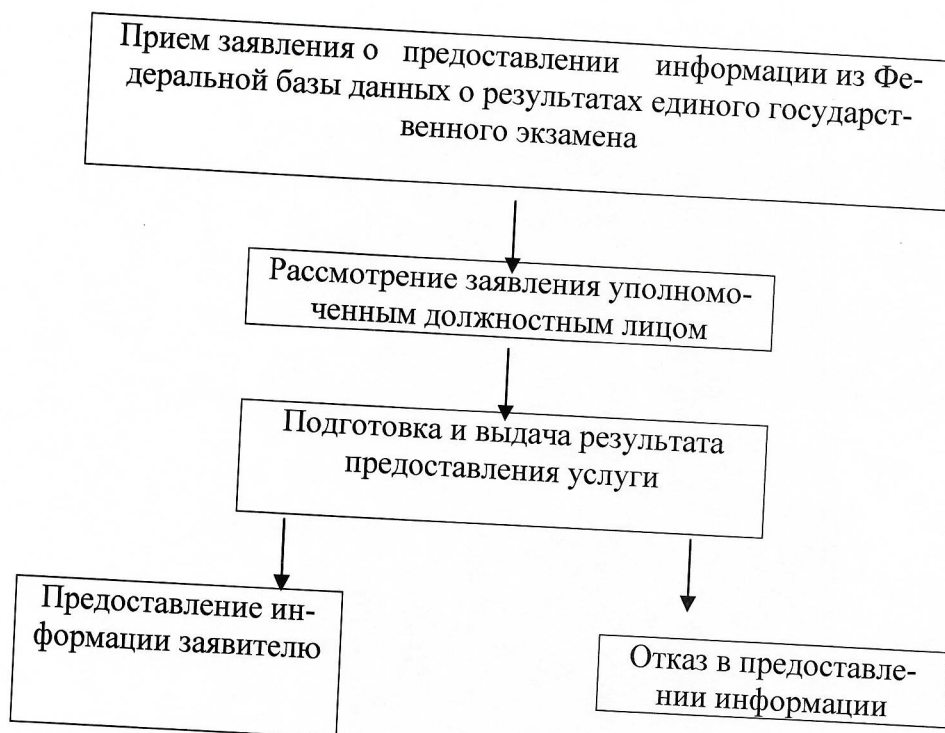 Прием заявления о предоставлении информации из Фе-
деральной базы данных о результатах единого государст-
венного экзамена
Рассмотрение заявления уполномо-
ченным должностным лицом
Подготовка и выдача результата
предоставления услуги
Предоставление ин-
формации заявителю
Отказ в предоставле-
нии информации